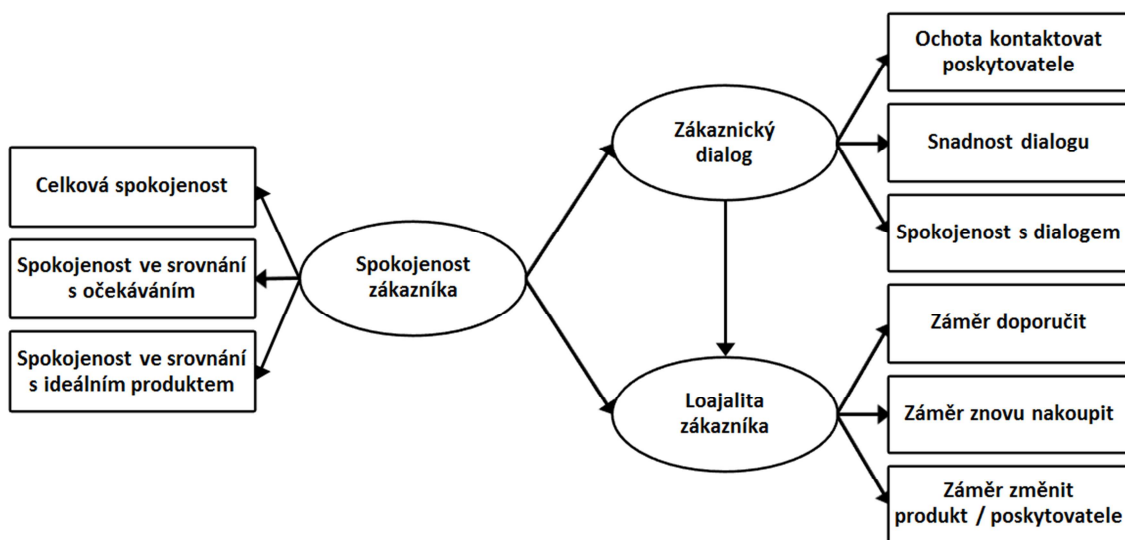 Celková spokojenost
Spokojenost ve srovnání
s očekáváním
Spokojenost ve srovnání
s ideálním produktem
Spokojenost
zákazníka
Zákaznický
dialog
Loajalita
zákazníka
Ochota kontaktovat
poskytovatele
Snadnost dialogu
Spokojenost s dialogem
Záměr doporučit
Záměr znovu nakoupit
Záměr změnit
produkt / poskytovatele